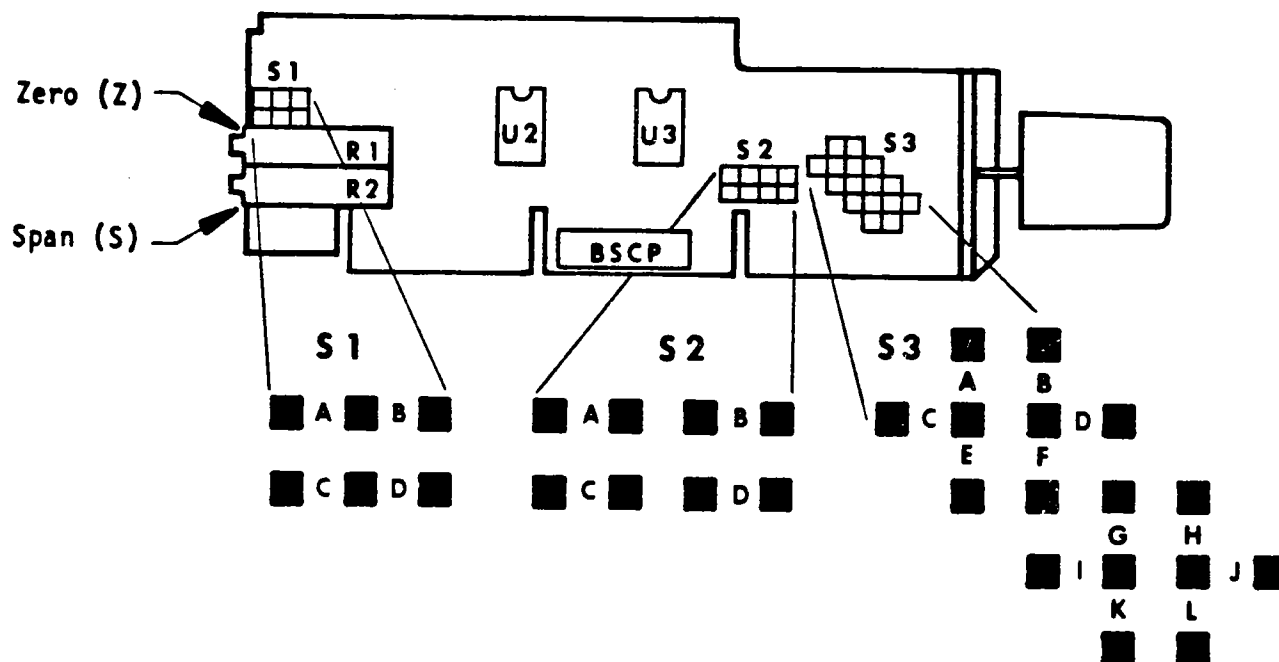 S1
Zero (Z)
R1
R2
Span (S)
U2
U3
S2
S3
BSCP
S1
S2
S3
A B
A B
A B
C D
C D
E F
C D
C D
G H
I J
K L